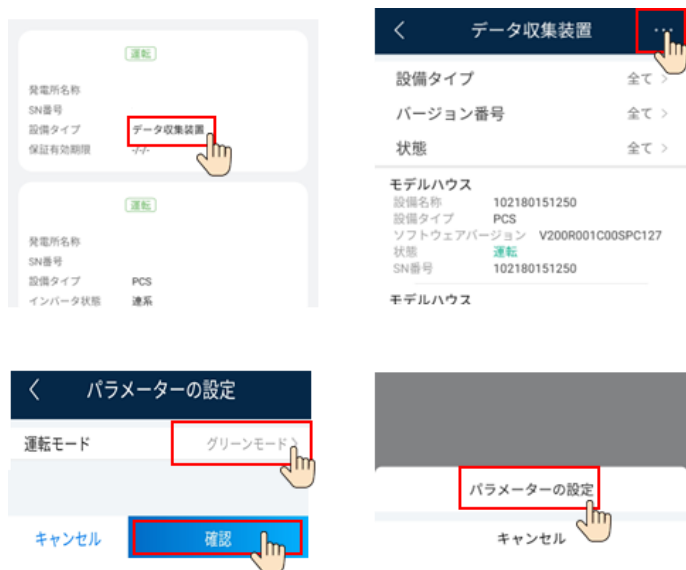 運転
発電所名称
SN番号
設備タイプ データ収集装置
保証有効期限 -/-/-
運転
発電所名称
SN番号
設備タイプ PCS
インバータ状態 連系
データ収集装置 …
設備タイプ 全て
バージョン番号 全て
状態 全て
モデルハウス
設備名称 102180151250
設備タイプ PCS
ソフトウェアバージョン V200R001C00SPC127
状態 運転
SN番号 102180151250
モデルハウス
パラメーターの設定
運転モード グリーンモード
キャンセル 確認
パラメーターの設定
キャンセル